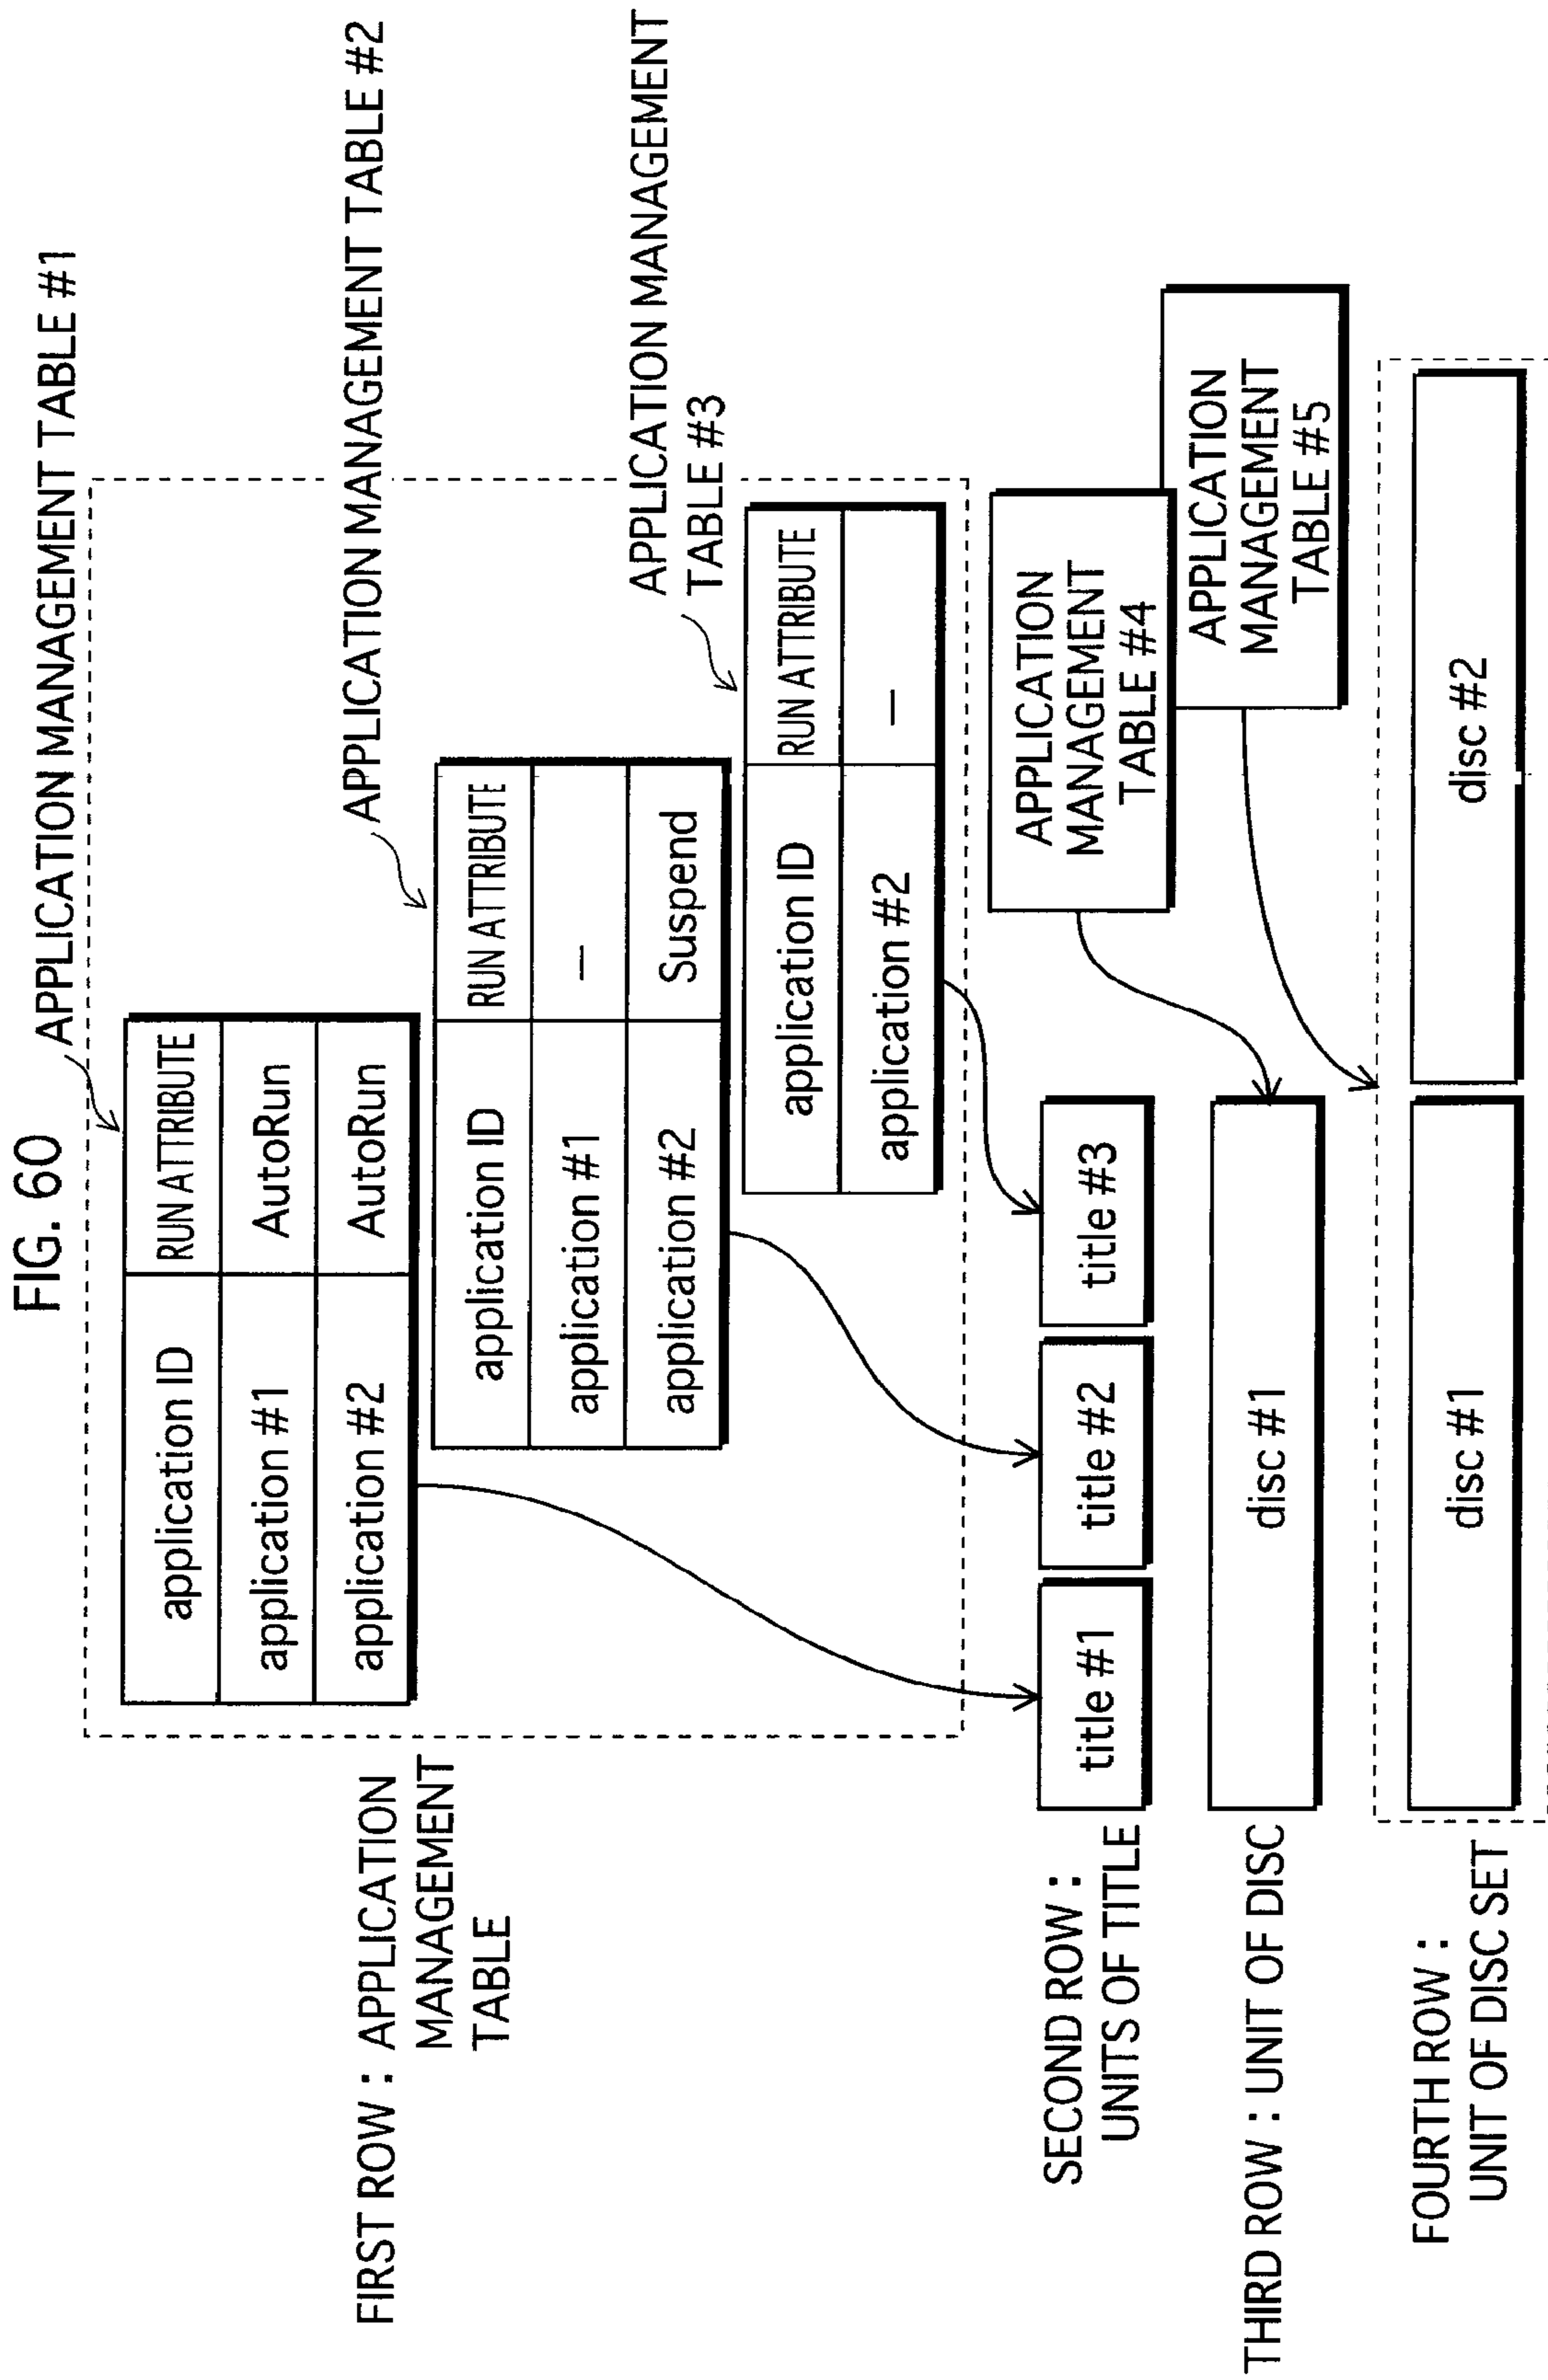 FIG. 60
APPLICATION MANAGEMENT TABLE #1
APPLICATION MANAGEMENT TABLE #2
APPLICATION MANAGEMENT
TABLE #3
FIRST ROW : APPLICATION
MANAGEMENT
TABLE
application ID RUN ATTRIBUTE
application #1 AutoRun
application #2 AutoRun
application ID RUN ATTRIBUTE
application #1 –
application #2 Suspend
application ID RUN ATTRIBUTE
application #2 –
SECOND ROW :
UNITS OF TITLE
title #1 title #2 title #3
APPLICATION
MANAGEMENT
TABLE #4
THIRD ROW : UNIT OF DISC
disc #1
APPLICATION
MANAGEMENT
TABLE #5
FOURTH ROW :
UNIT OF DISC SET
disc #1 disc #2